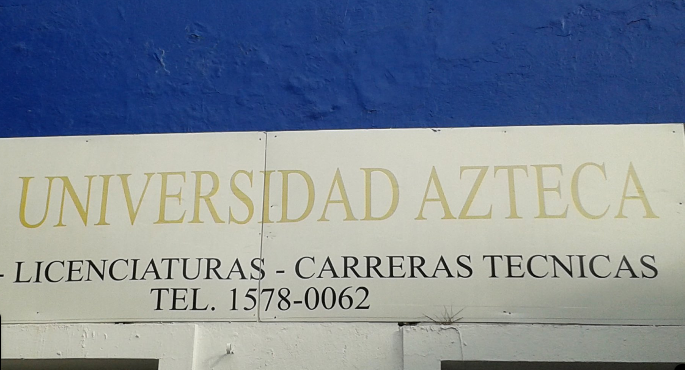 UNIVERSIDAD AZTECA
- LICENCIATURAS - CARRERAS TECNICAS
TEL. 1578-0062